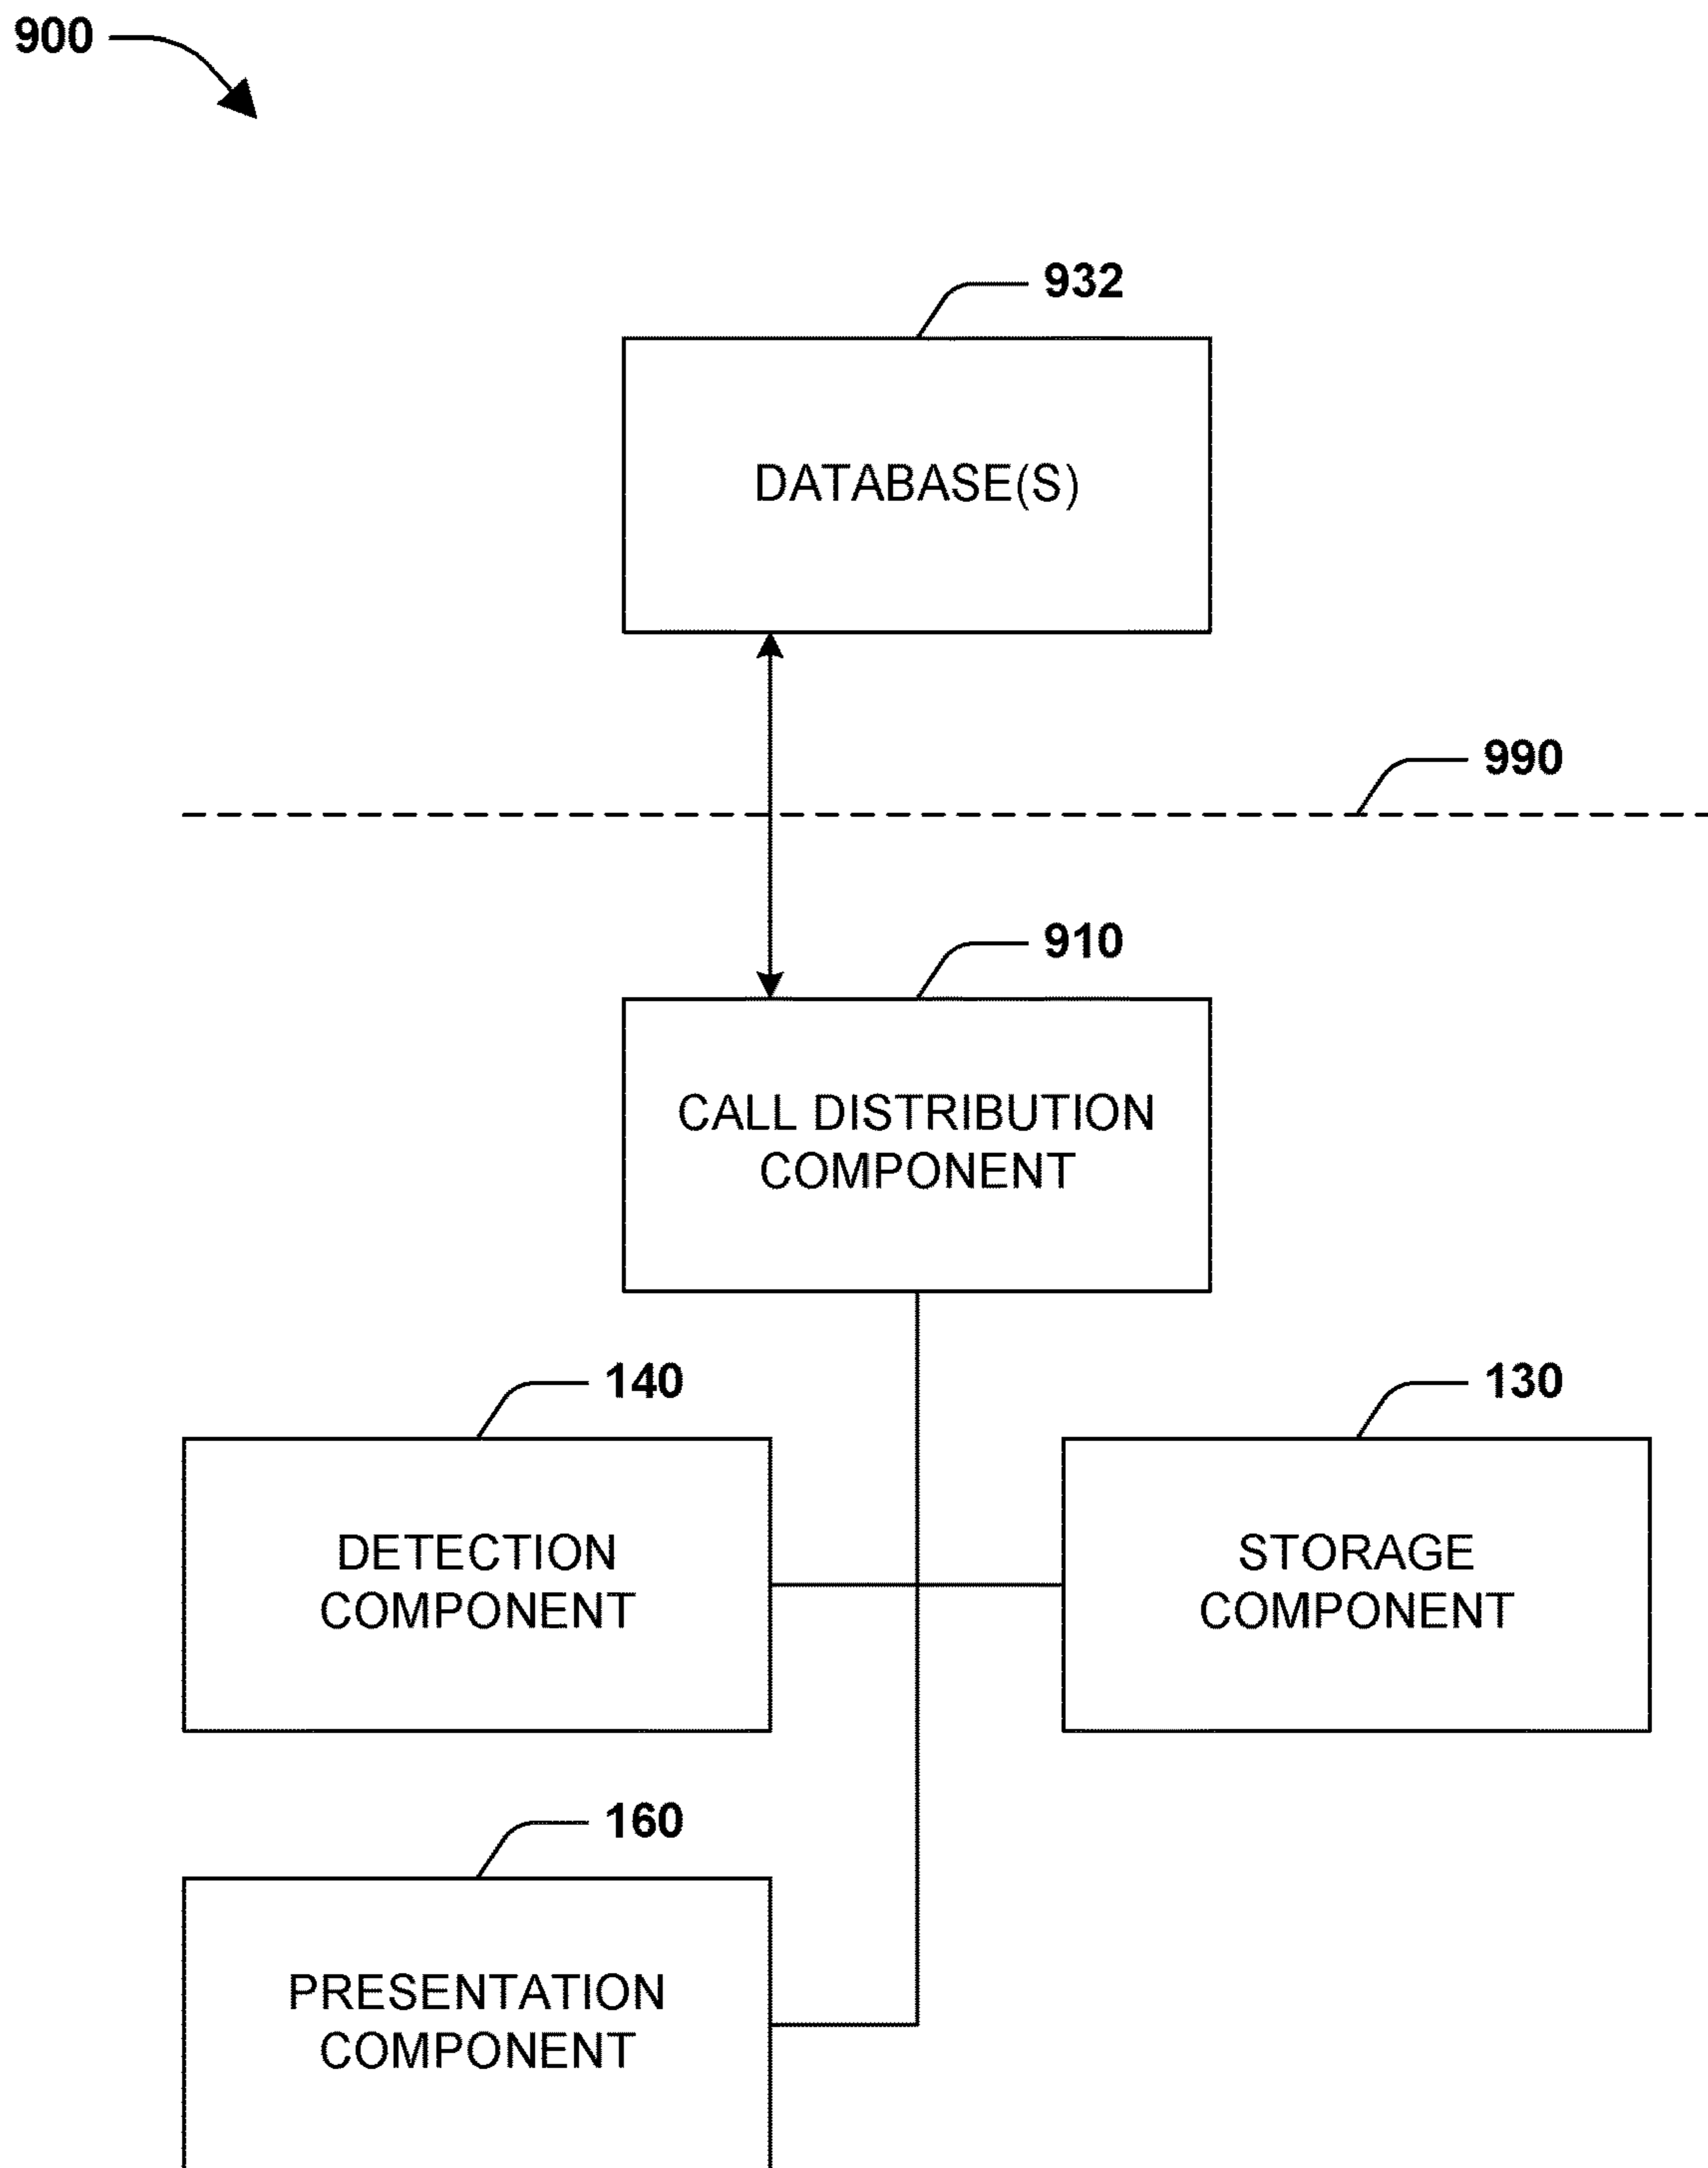 900
932
DATABASE(S)
990
910
CALL DISTRIBUTION
COMPONENT
140
130
DETECTION
COMPONENT
STORAGE
COMPONENT
160
PRESENTATION
COMPONENT